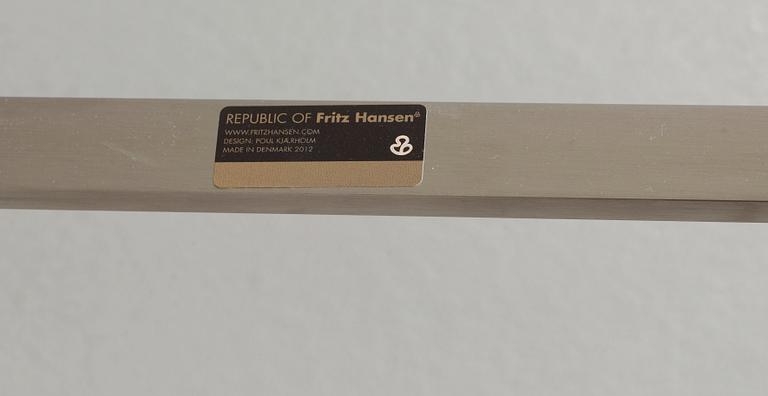 REPUBLIC OF Fritz Hansen®
WWW.FRITZHANSEN.COM
DESIGN: POUL KJÆRHOLM
MADE IN DENMARK 2012